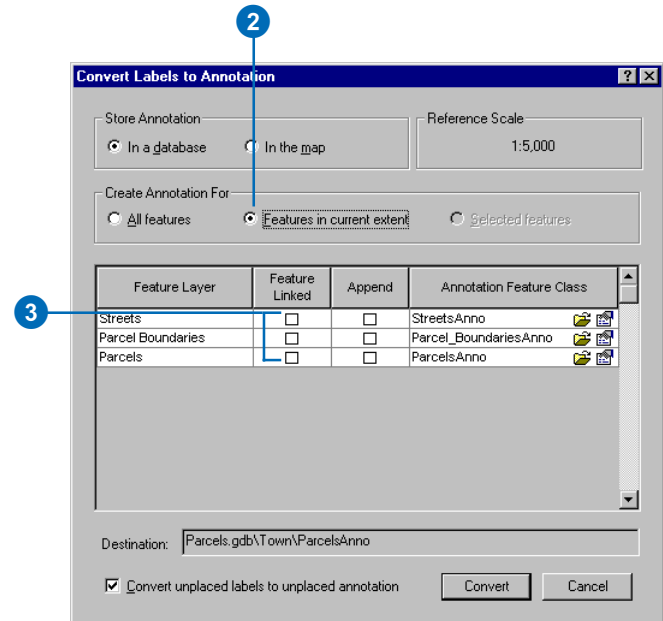 2
Convert Labels to Annotation
Store Annotation
In a database
In the map
Reference Scale
1:5,000
Create Annotation For
All features
Features in current extent
Selected features
Feature Layer
Feature Linked
Append
Annotation Feature Class
3
Streets
StreetsAnno
Parcel Boundaries
Parcel_BoundariesAnno
Parcels
ParcelsAnno
Destination:
Parcels.gdb\Town\ParcelsAnno
Convert unplaced labels to unplaced annotation
Convert
Cancel